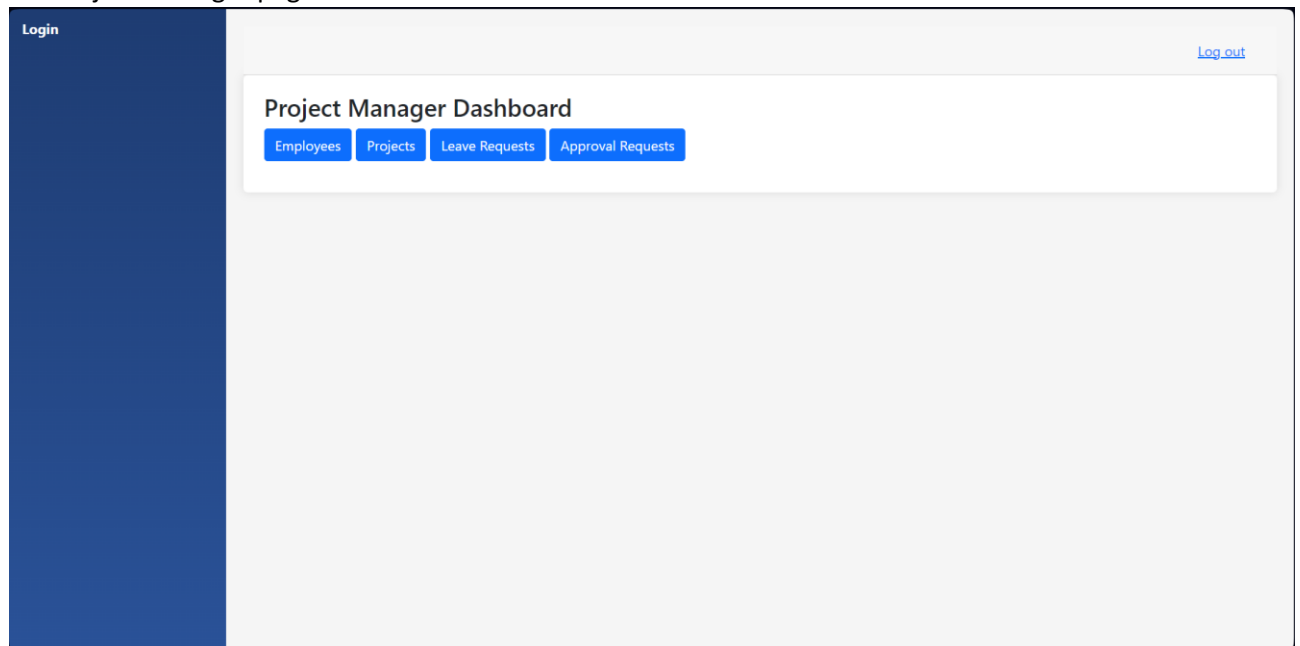 Login
Log out
Project Manager Dashboard
Employees Projects Leave Requests Approval Requests